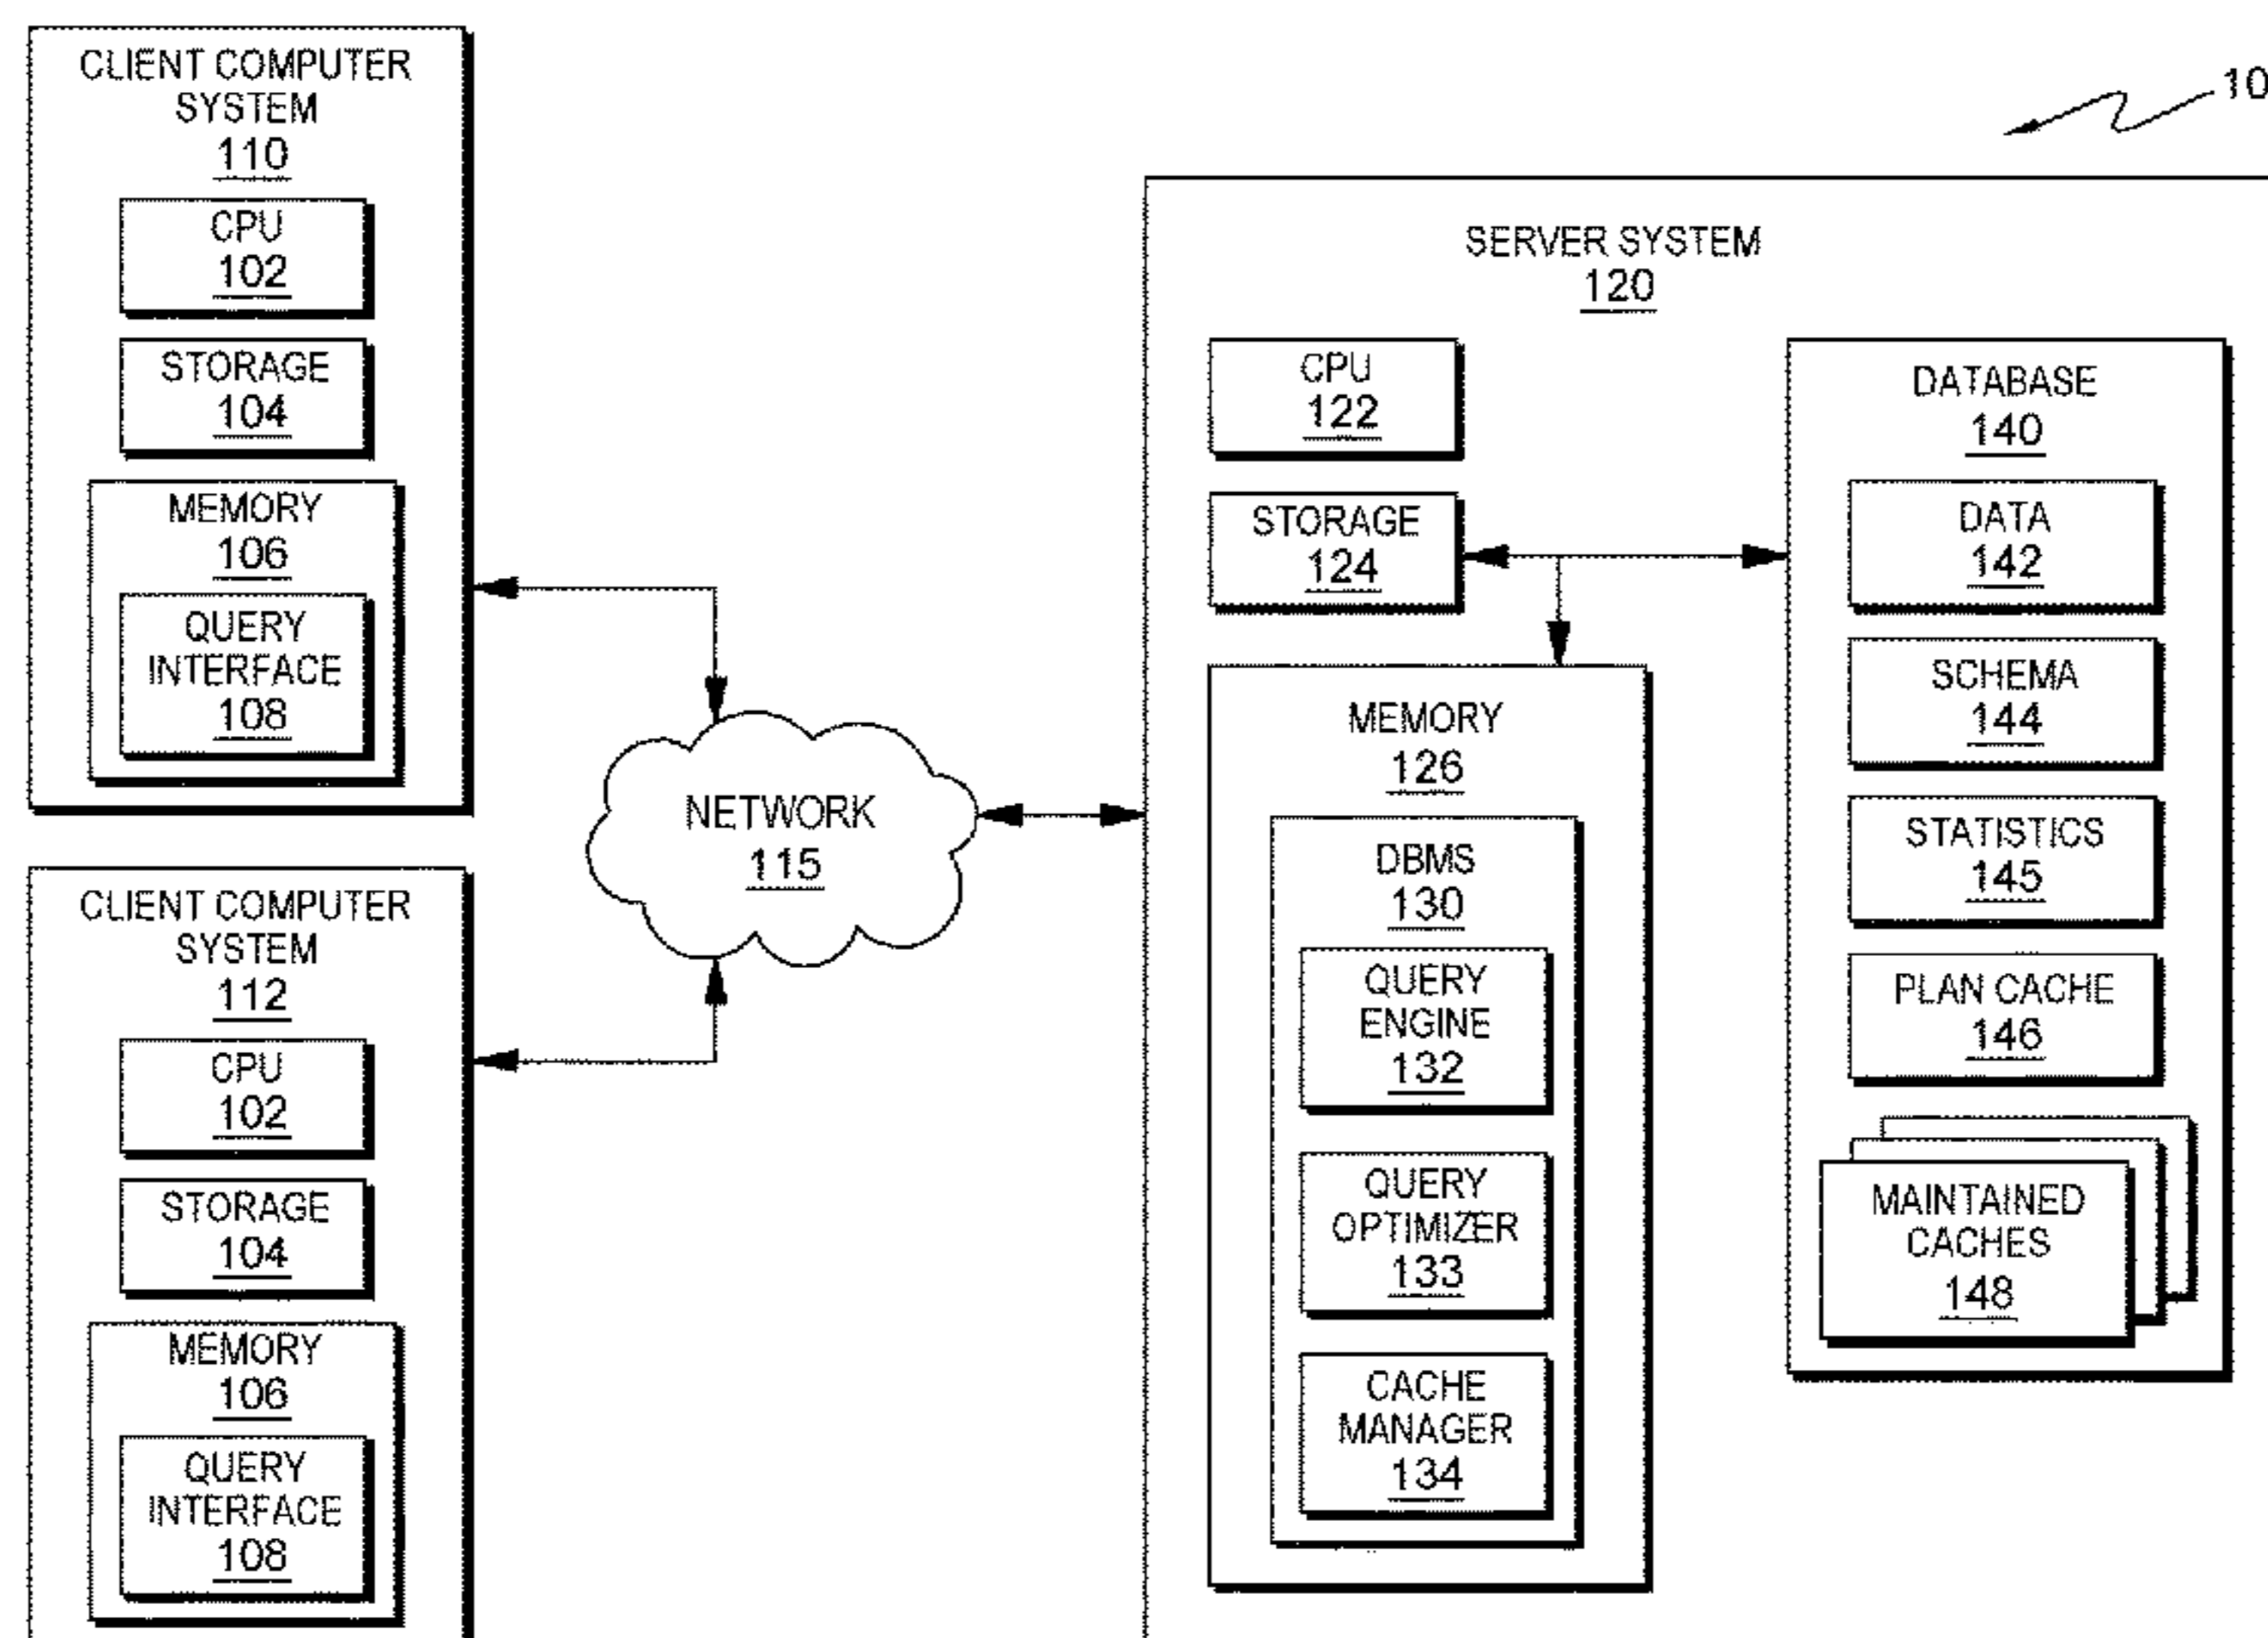 CLIENT COMPUTER
SYSTEM
110
CPU
102
STORAGE
104
MEMORY
106
QUERY
INTERFACE
108
CLIENT COMPUTER
SYSTEM
112
CPU
102
STORAGE
104
MEMORY
106
QUERY
INTERFACE
108
NETWORK
115
10
SERVER SYSTEM
120
CPU
122
STORAGE
124
MEMORY
126
DBMS
130
QUERY
ENGINE
132
QUERY
OPTIMIZER
133
CACHE
MANAGER
134
DATABASE
140
DATA
142
SCHEMA
144
STATISTICS
145
PLAN CACHE
146
MAINTAINED
CACHES
148